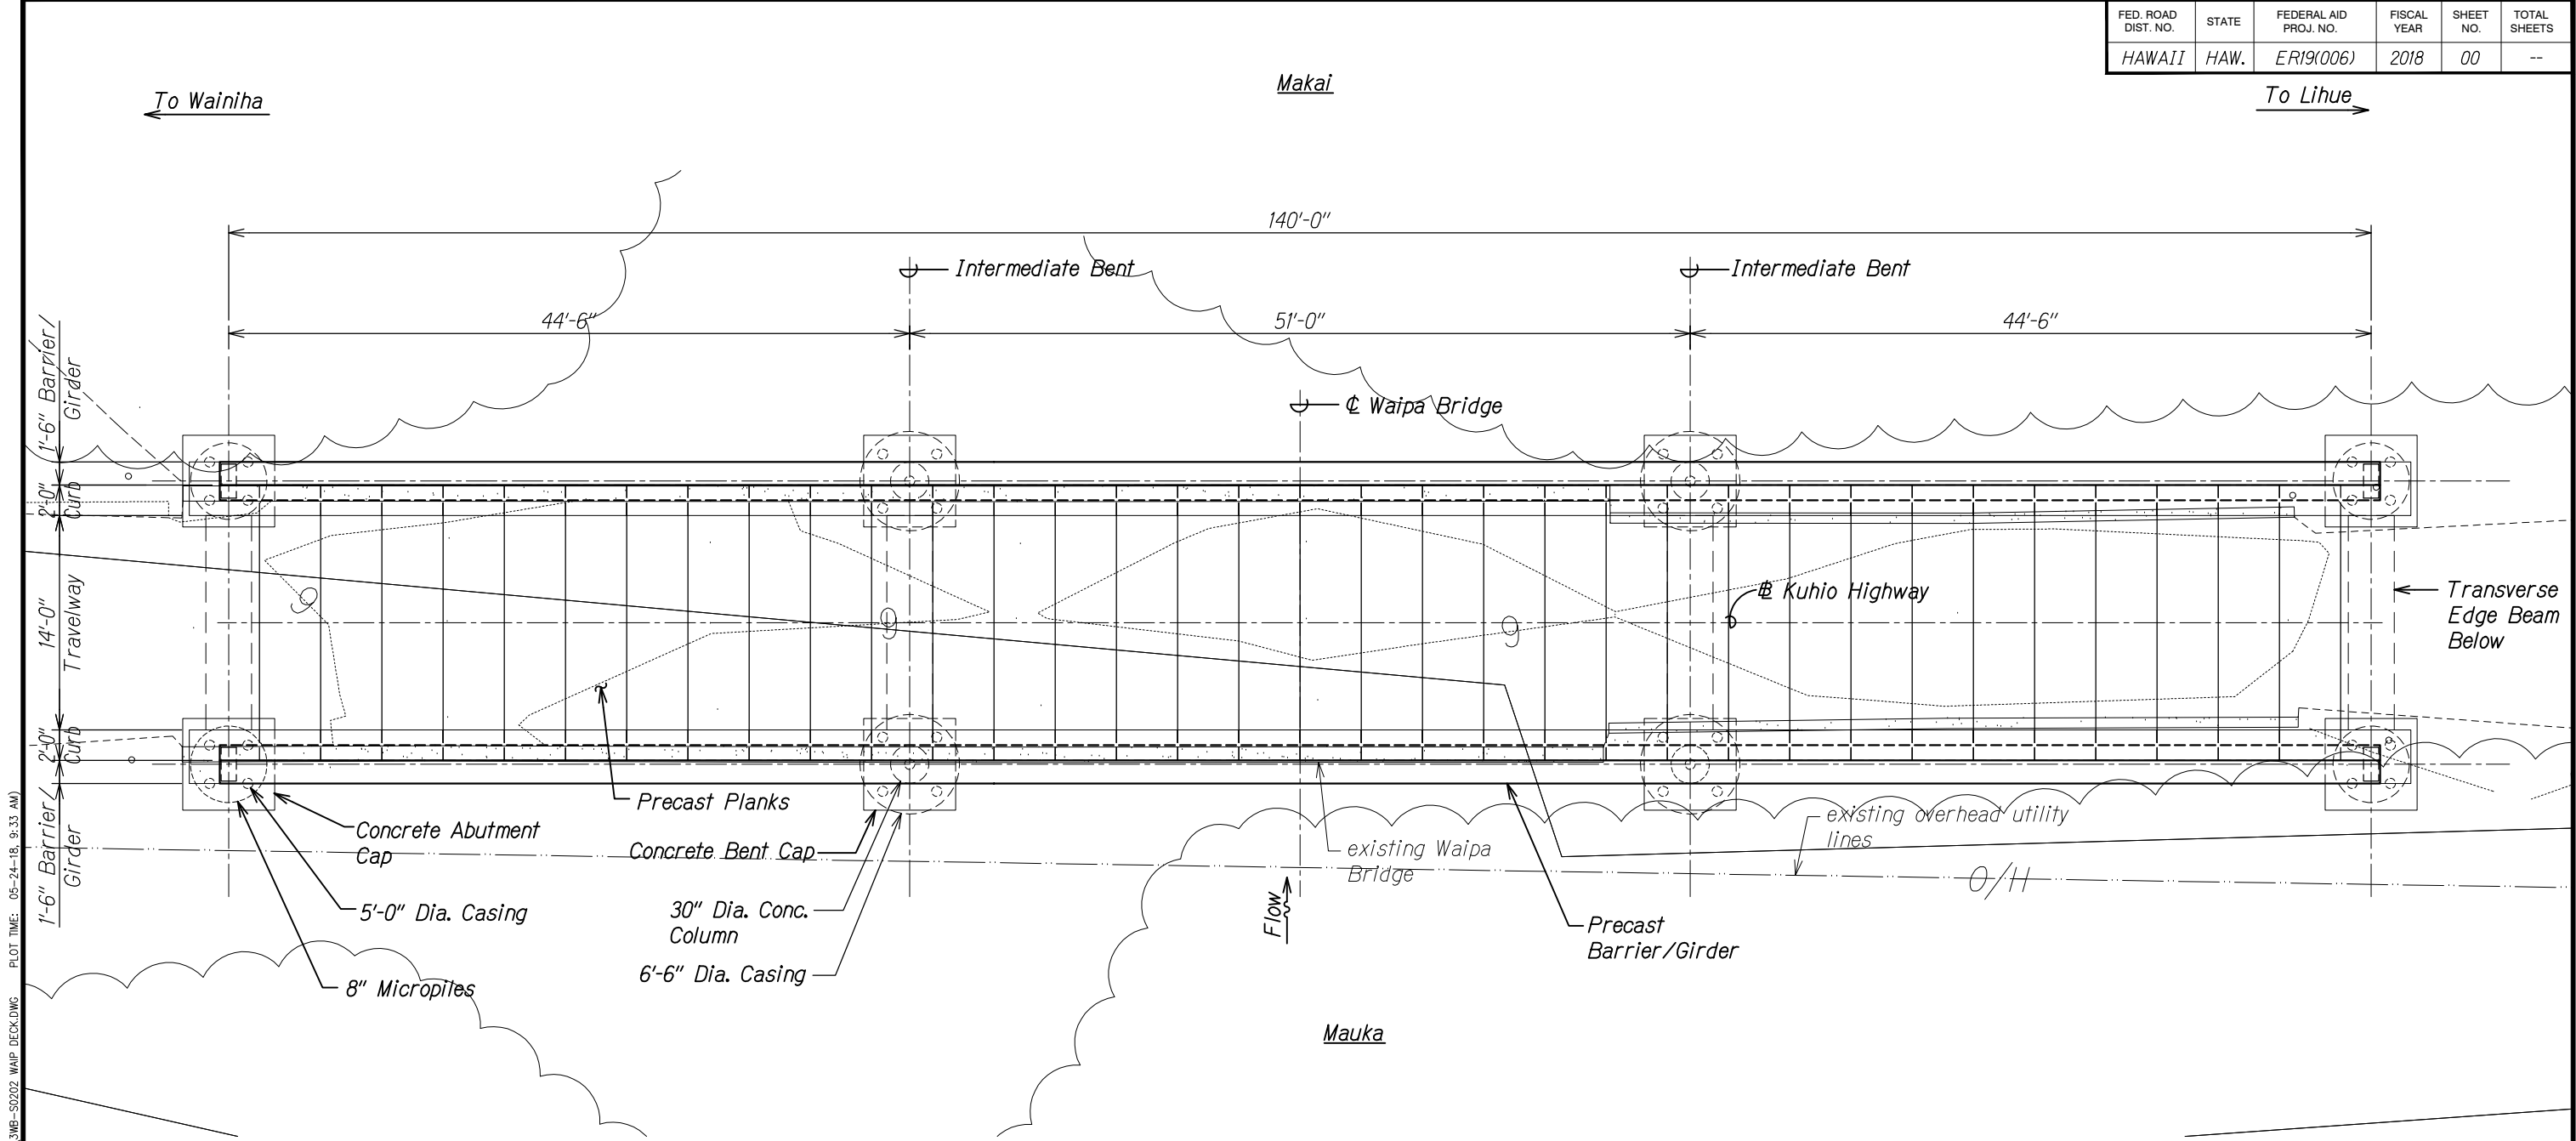 FED. ROAD DIST. NO. STATE FEDERAL AID PROJ. NO. FISCAL YEAR SHEET NO. TOTAL SHEETS
HAWAII HAW. ER19(006) 2018 00 --
Makai
To Wainiha
To Lihue
140'-0"
Intermediate Bent
Intermediate Bent
44'-6"
51'-0"
44'-6"
℄ Waipa Bridge
1'-6" Barrier/
Girder
2'-0"
Curb
14'-0"
Travelway
2'-0"
Curb
1'-6" Barrier/
Girder
9
9
9
Kuhio Highway
Transverse
Edge Beam
Below
Precast Planks
Concrete Abutment
Cap
Concrete Bent Cap
existing Waipa
Bridge
existing overhead utility
lines
O/H
5'-0" Dia. Casing
30" Dia. Conc.
Column
Flow
Precast
Barrier/Girder
6'-6" Dia. Casing
8" Micropiles
Mauka
3WB-S0202 WAIP DECK.DWG PLOT TIME: 05-24-18, 9:33 AM)